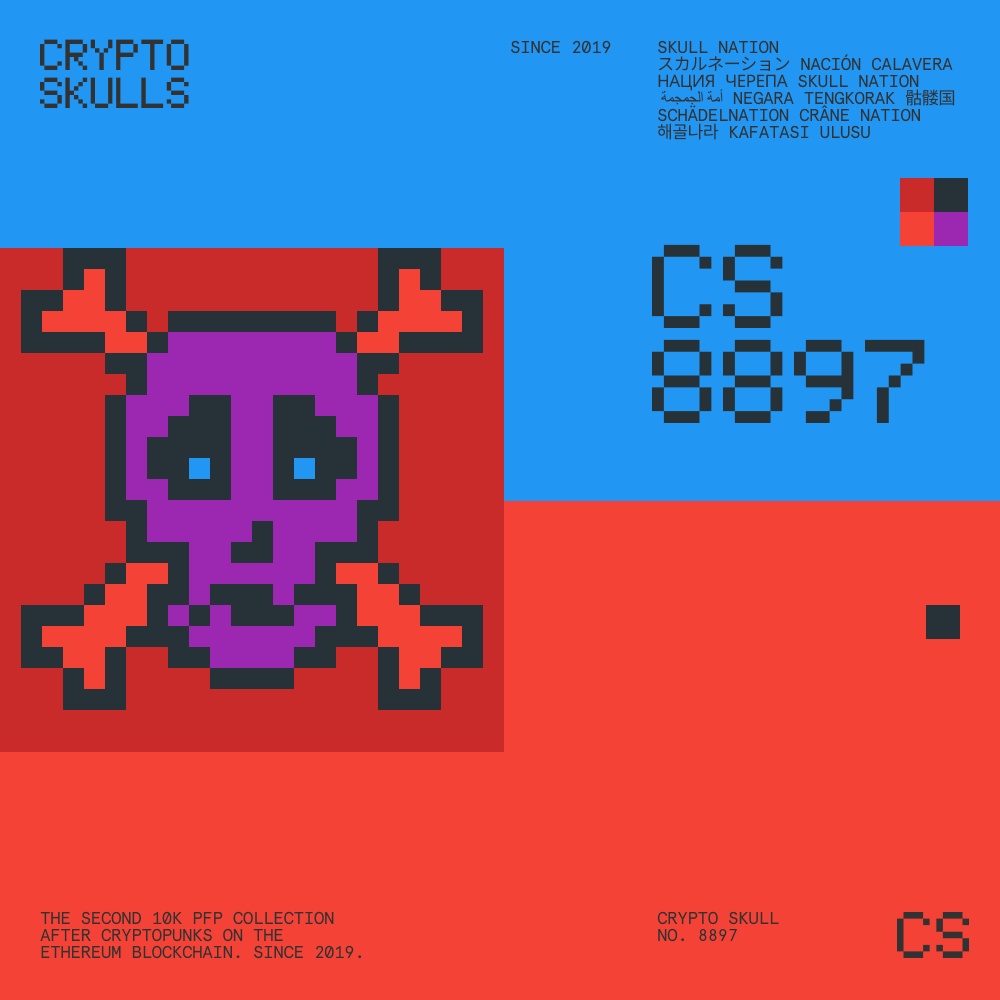 CRYPTO
SKULLS
SINCE 2019
SKULL NATION
スカルネーション NACIÓN CALAVERA
НАЦИЯ ЧЕРЕПА SKULL NATION
أمة الجمجمة NEGARA TENGKORAK 骷髅国
SCHÄDELNATION CRÂNE NATION
해골나라 KAFATASI ULUSU
CS
8897
THE SECOND 10K PFP COLLECTION
AFTER CRYPTOPUNKS ON THE
ETHEREUM BLOCKCHAIN. SINCE 2019.
CRYPTO SKULL
NO. 8897
CS